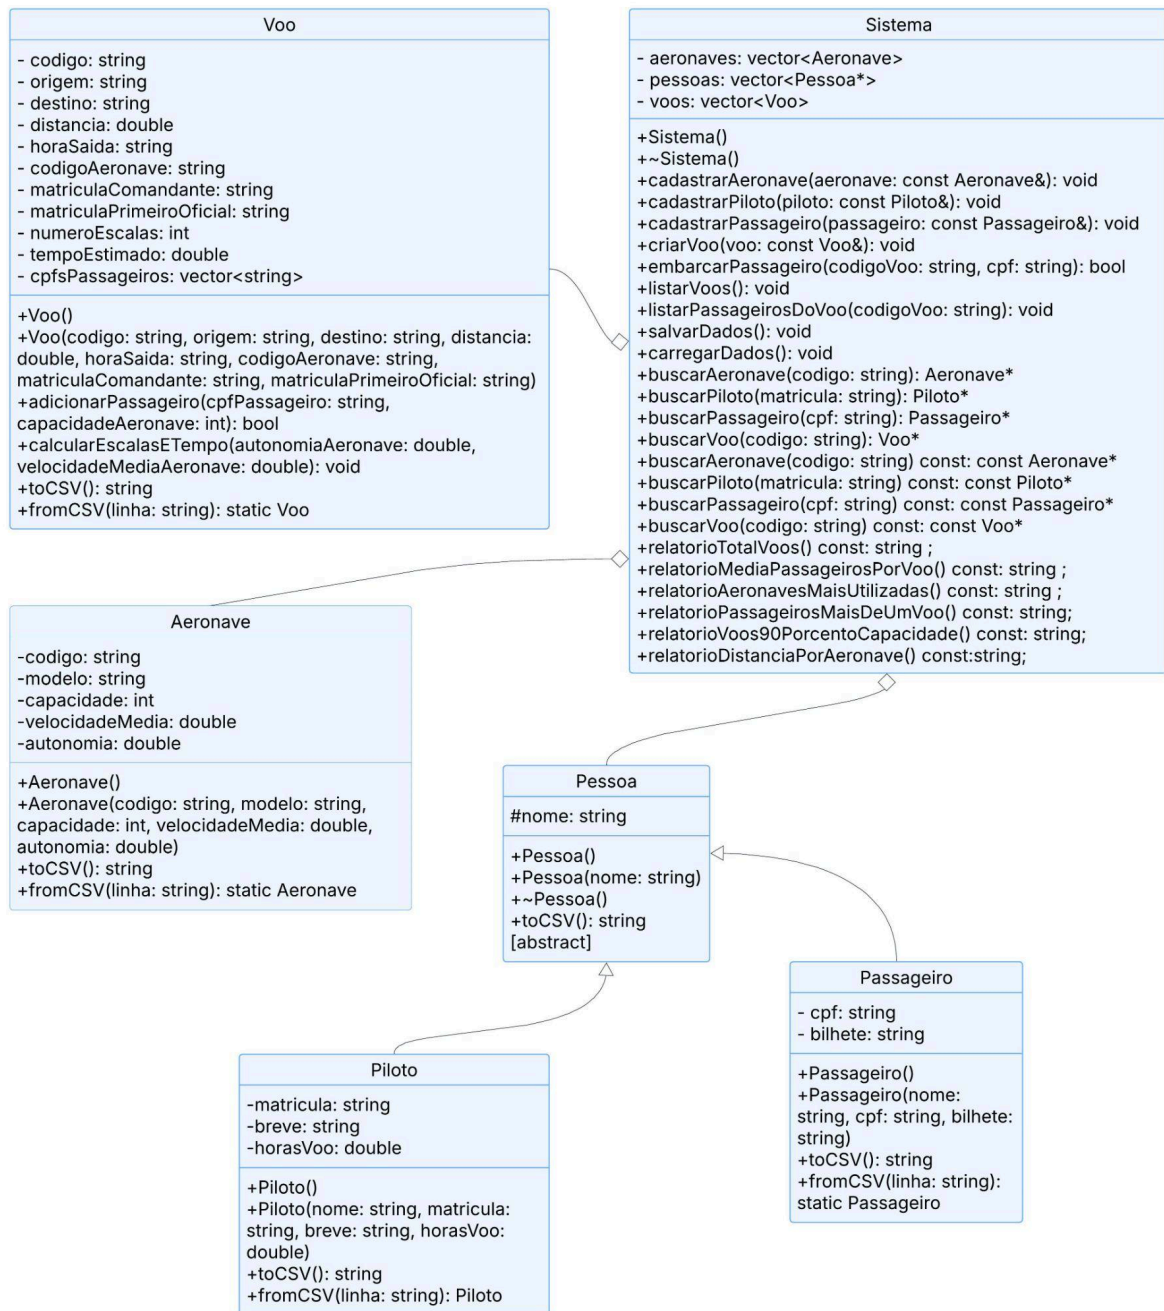 Voo
- codigo: string
- origem: string
- destino: string
- distancia: double
- horaSaida: string
- codigoAeronave: string
- matriculaComandante: string
- matriculaPrimeiroOficial: string
- numeroEscalas: int
- tempoEstimado: double
- cpfsPassageiros: vector<string>
+Voo()
+Voo(codigo: string, origem: string, destino: string, distancia:
double, horaSaida: string, codigoAeronave: string,
matriculaComandante: string, matriculaPrimeiroOficial: string)
+adicionarPassageiro(cpfPassageiro: string,
capacidadeAeronave: int): bool
+calcularEscalasETempo(autonomiaAeronave: double,
velocidadeMediaAeronave: double): void
+toCSV(): string
+fromCSV(linha: string): static Voo
Sistema
- aeronaves: vector<Aeronave>
- pessoas: vector<Pessoa*>
- voos: vector<Voo>
+Sistema()
+~Sistema()
+cadastrarAeronave(aeronave: const Aeronave&): void
+cadastrarPiloto(piloto: const Piloto&): void
+cadastrarPassageiro(passageiro: const Passageiro&): void
+criarVoo(voo: const Voo&): void
+embarcarPassageiro(codigoVoo: string, cpf: string): bool
+listarVoos(): void
+listarPassageirosDoVoo(codigoVoo: string): void
+salvarDados(): void
+carregarDados(): void
+buscarAeronave(codigo: string): Aeronave*
+buscarPiloto(matricula: string): Piloto*
+buscarPassageiro(cpf: string): Passageiro*
+buscarVoo(codigo: string): Voo*
+buscarAeronave(codigo: string) const: const Aeronave*
+buscarPiloto(matricula: string) const: const Piloto*
+buscarPassageiro(cpf: string) const: const Passageiro*
+buscarVoo(codigo: string) const: const Voo*
+relatorioTotalVoos() const: string ;
+relatorioMediaPassageirosPorVoo() const: string ;
+relatorioAeronavesMaisUtilizadas() const: string ;
+relatorioPassageirosMaisDeUmVoo() const: string;
+relatorioVoos90PorcentoCapacidade() const: string;
+relatorioDistanciaPorAeronave() const:string;
Aeronave
-codigo: string
-modelo: string
-capacidade: int
-velocidadeMedia: double
-autonomia: double
+Aeronave()
+Aeronave(codigo: string, modelo: string,
capacidade: int, velocidadeMedia: double,
autonomia: double)
+toCSV(): string
+fromCSV(linha: string): static Aeronave
Pessoa
#nome: string
+Pessoa()
+Pessoa(nome: string)
+~Pessoa()
+toCSV(): string
[abstract]
Passageiro
- cpf: string
- bilhete: string
+Passageiro()
+Passageiro(nome:
string, cpf: string, bilhete:
string)
+toCSV(): string
+fromCSV(linha: string):
static Passageiro
Piloto
-matricula: string
-breve: string
-horasVoo: double
+Piloto()
+Piloto(nome: string, matricula:
string, breve: string, horasVoo:
double)
+toCSV(): string
+fromCSV(linha: string): Piloto